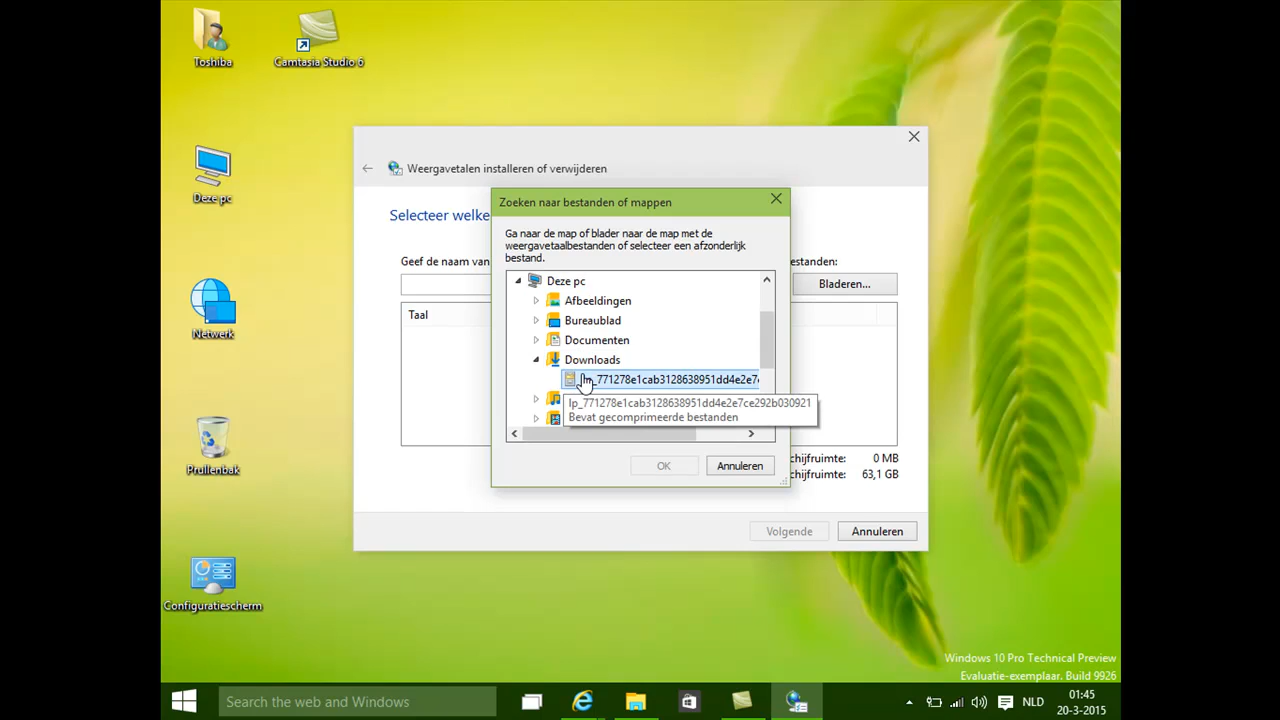 Toshiba
Camtasia Studio 6
Deze pc
Netwerk
Prullenbak
Configuratiescherm
Weergavetalen installeren of verwijderen
Selecteer welke
Geef de naam van
estanden:
Bladeren...
Taal
chijfruimte: 0 MB
chijfruimte: 63,1 GB
Volgende
Annuleren
Zoeken naar bestanden of mappen
Ga naar de map of blader naar de map met de
weergavetaalbestanden of selecteer een afzonderlijk
bestand.
Deze pc
Afbeeldingen
Bureaublad
Documenten
Downloads
_771278e1cab3128638951dd4e2e7
lp_771278e1cab3128638951dd4e2e7ce292b030921
Bevat gecomprimeerde bestanden
OK
Annuleren
Windows 10 Pro Technical Preview
Evaluatie-exemplaar. Build 9926
Search the web and Windows
NLD
01:45
20-3-2015